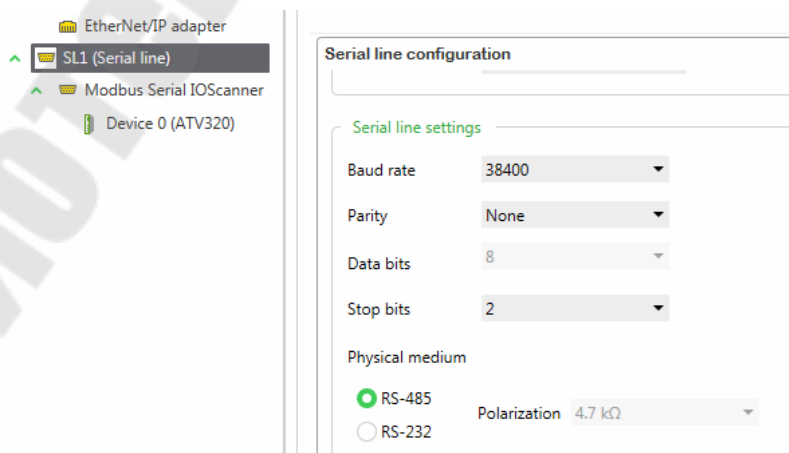 EtherNet/IP adapter
SL1 (Serial line)
Modbus Serial IOScanner
Device 0 (ATV320)
Serial line configuration
Serial line settings
Baud rate 38400
Parity None
Data bits 8
Stop bits 2
Physical medium
RS-485
Polarization 4.7 kΩ
RS-232